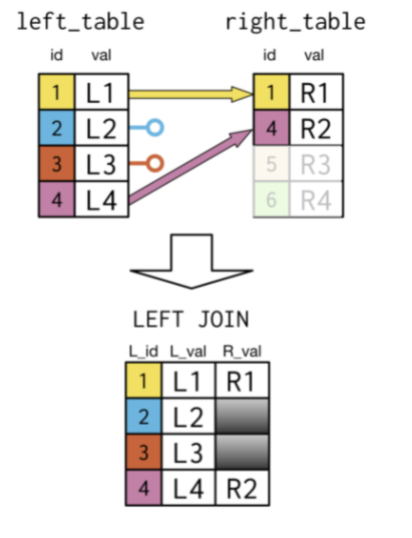 left_table right_table
id val id val
1 L1 1 R1
2 L2 4 R2
3 L3 5 R3
4 L4 6 R4
LEFT JOIN
L_id L_val R_val
1 L1 R1
2 L2
3 L3
4 L4 R2